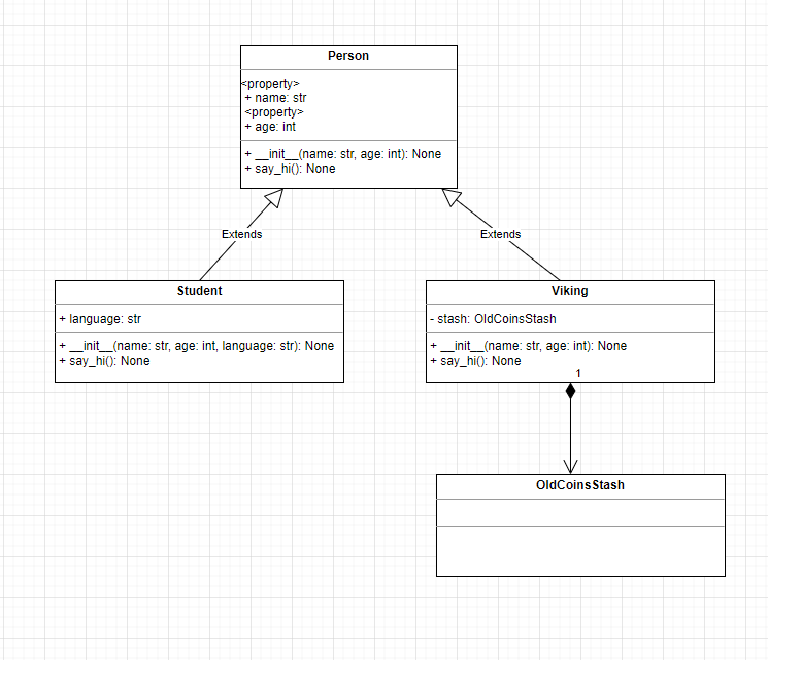 Person
<property>
+ name: str
<property>
+ age: int
+ __init__(name: str, age: int): None
+ say_hi(): None
Extends
Extends
Student
+ language: str
+ __init__(name: str, age: int, language: str): None
+ say_hi(): None
Viking
- stash: OldCoinsStash
+ __init__(name: str, age: int): None
+ say_hi(): None
1
OldCoinsStash